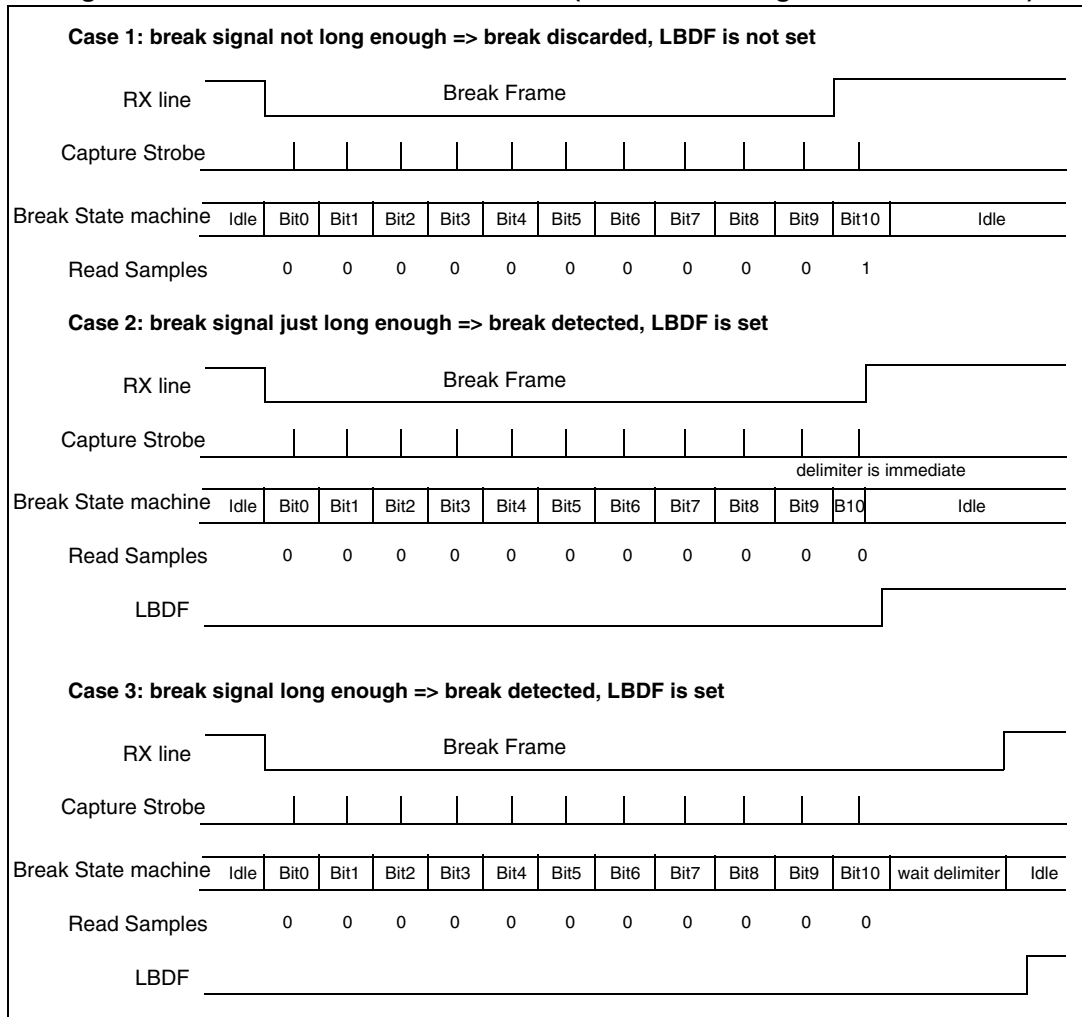 Case 1: break signal not long enough => break discarded, LBDF is not set
RX line Break Frame
Capture Strobe
Break State machine Idle Bit0 Bit1 Bit2 Bit3 Bit4 Bit5 Bit6 Bit7 Bit8 Bit9 Bit10 Idle
Read Samples 0 0 0 0 0 0 0 0 0 0 1
Case 2: break signal just long enough => break detected, LBDF is set
RX line Break Frame
Capture Strobe
delimiter is immediate
Break State machine Idle Bit0 Bit1 Bit2 Bit3 Bit4 Bit5 Bit6 Bit7 Bit8 Bit9 B10 Idle
Read Samples 0 0 0 0 0 0 0 0 0 0 0
LBDF
Case 3: break signal long enough => break detected, LBDF is set
RX line Break Frame
Capture Strobe
Break State machine Idle Bit0 Bit1 Bit2 Bit3 Bit4 Bit5 Bit6 Bit7 Bit8 Bit9 Bit10 wait delimiter Idle
Read Samples 0 0 0 0 0 0 0 0 0 0 0
LBDF